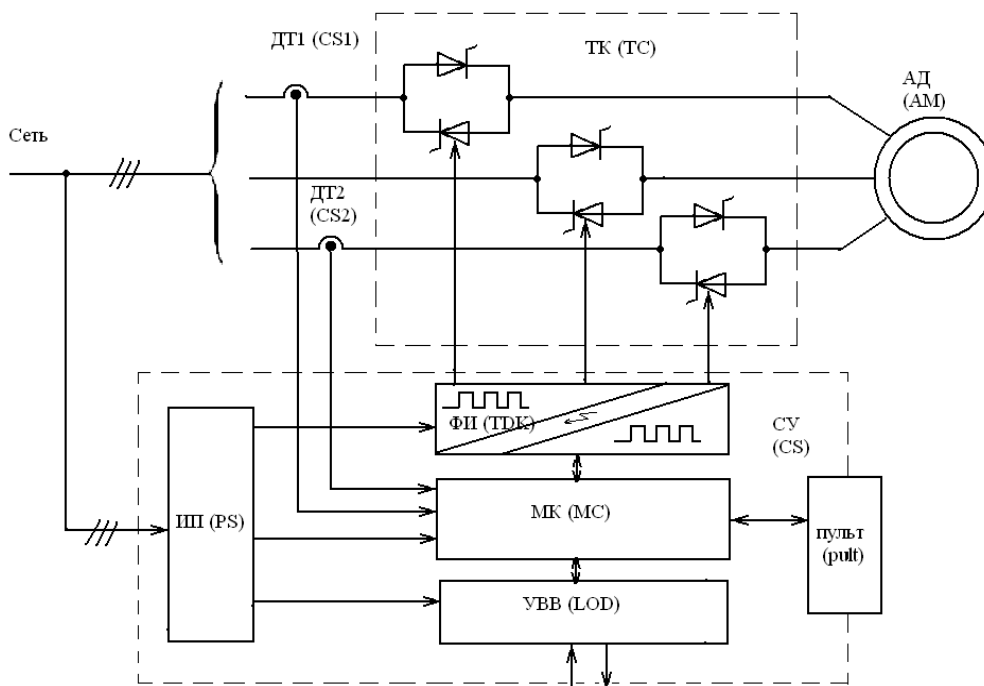 ДТ1 (CS1)
ТК (TC)
АД
(AM)
Сеть
ДТ2
(CS2)
ФИ (TDK)
СУ
(CS)
ИП (PS)
МК (MC)
пульт
(pult)
УВВ (LOD)